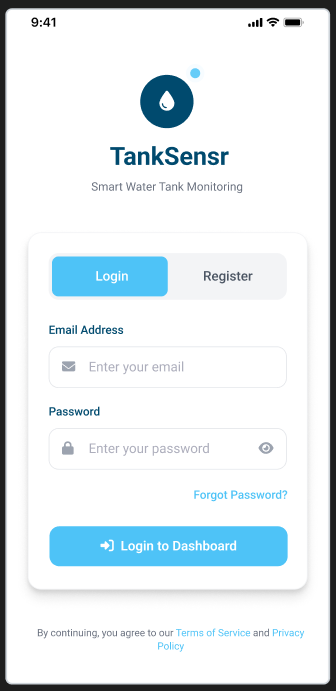 9:41
TankSensr
Smart Water Tank Monitoring
Login
Register
Email Address
Enter your email
Password
Enter your password
Forgot Password?
Login to Dashboard
By continuing, you agree to our Terms of Service and Privacy
Policy